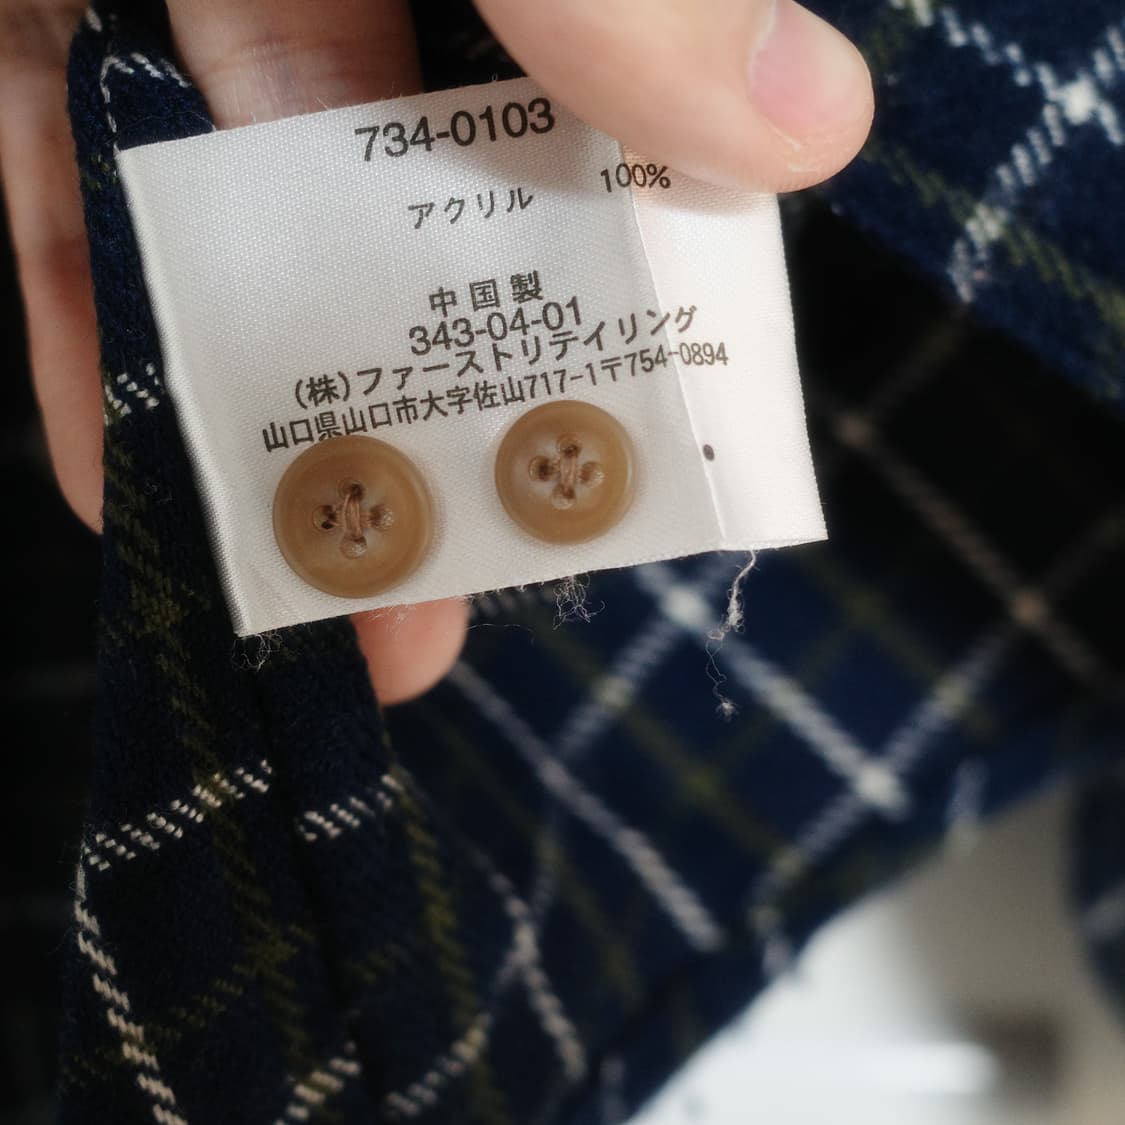 734-0103
アクリル 100%
中国製
343-04-01
(株)ファーストリテイリング
山口県山口市大字佐山717-1〒754-0894